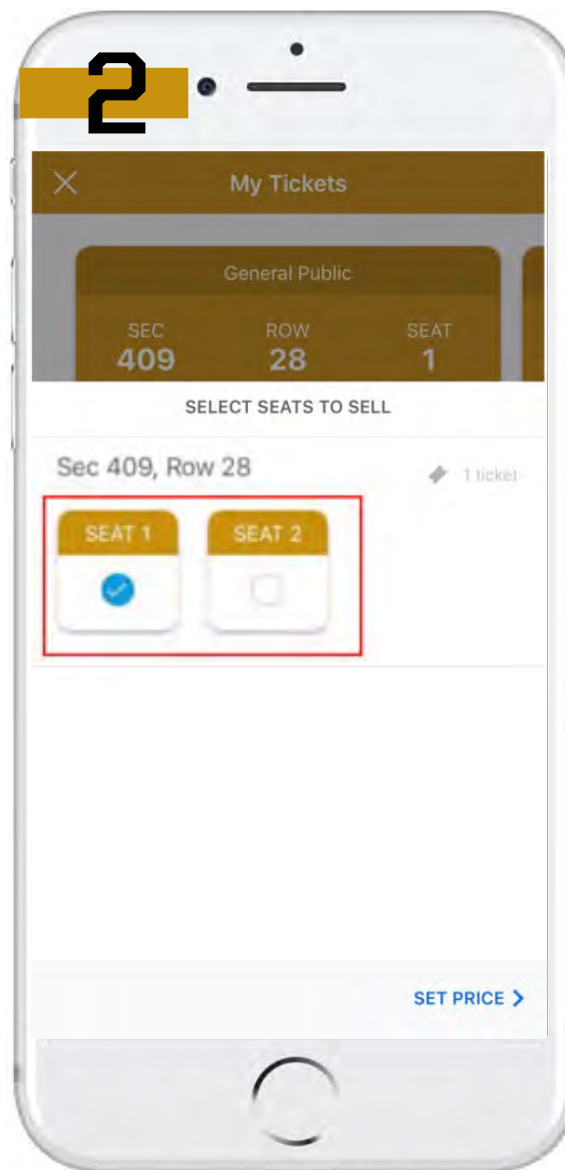 2
My Tickets
General Public
SEC ROW SEAT
409 28 1
SELECT SEATS TO SELL
Sec 409, Row 28
1 ticket
SEAT 1 SEAT 2
SET PRICE